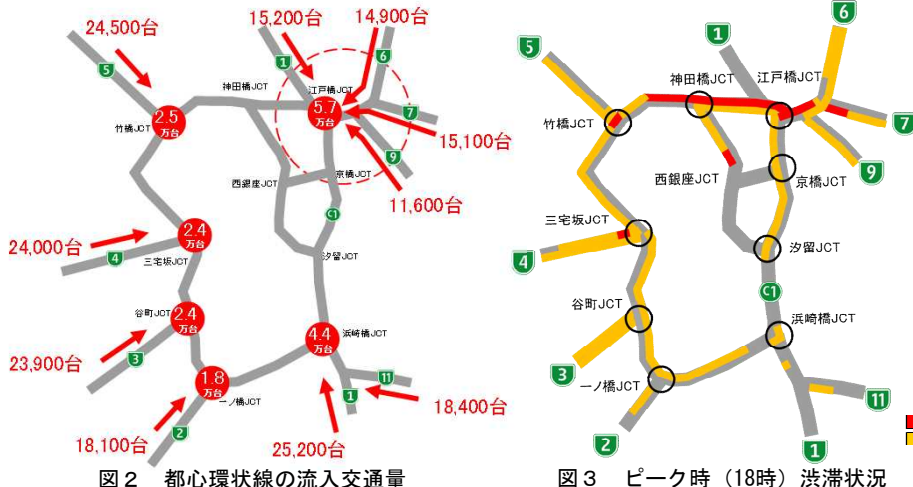 24,500台
15,200台
14,900台
5
1
6
神田橋JCT
江戸橋JCT
2.5
万台
5.7
万台
竹橋JCT
7
15,100台
9
京橋JCT
西銀座JCT
11,600台
C1
24,000台
2.4
万台
4
三宅坂JCT
汐留JCT
谷町JCT
2.4
万台
4.4
万台
浜崎橋JCT
23,900台
3
1.8
万台
一ノ橋JCT
11
1
18,400台
18,100台
2
25,200台
図2 都心環状線の流入交通量
6
1
5
神田橋JCT
江戸橋JCT
竹橋JCT
7
西銀座JCT
京橋JCT
9
三宅坂JCT
4
汐留JCT
C1
谷町JCT
浜崎橋JCT
3
一ノ橋JCT
11
2
1
図3 ピーク時(18時)渋滞状況